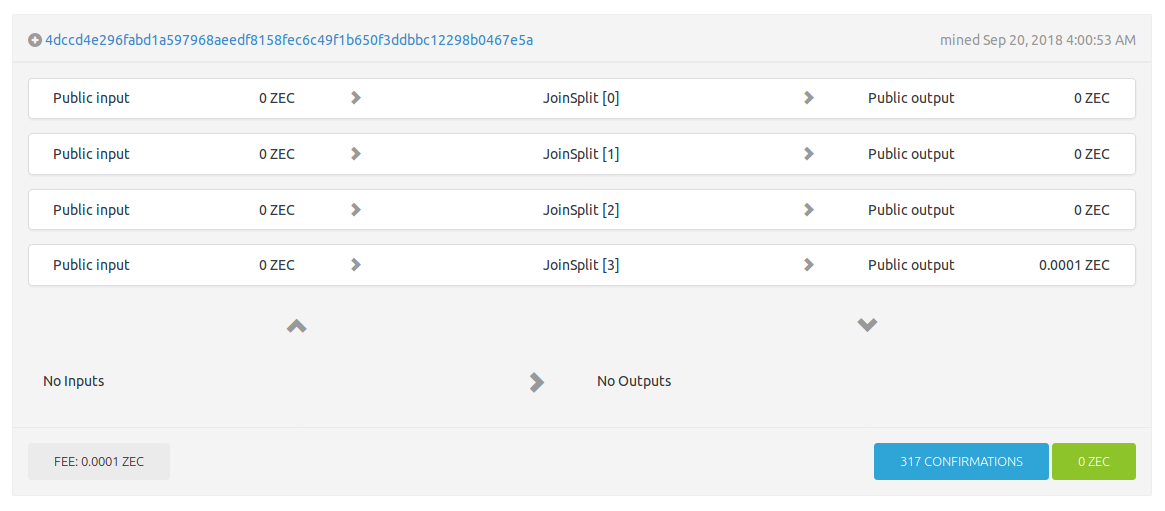 4dccd4e296fabd1a597968aeedf8158fec6c49f1b650f3ddbbc12298b0467e5a mined Sep 20, 2018 4:00:53 AM
Public input 0 ZEC JoinSplit [0] Public output 0 ZEC
Public input 0 ZEC JoinSplit [1] Public output 0 ZEC
Public input 0 ZEC JoinSplit [2] Public output 0 ZEC
Public input 0 ZEC JoinSplit [3] Public output 0.0001 ZEC
No Inputs No Outputs
FEE: 0.0001 ZEC 317 CONFIRMATIONS 0 ZEC